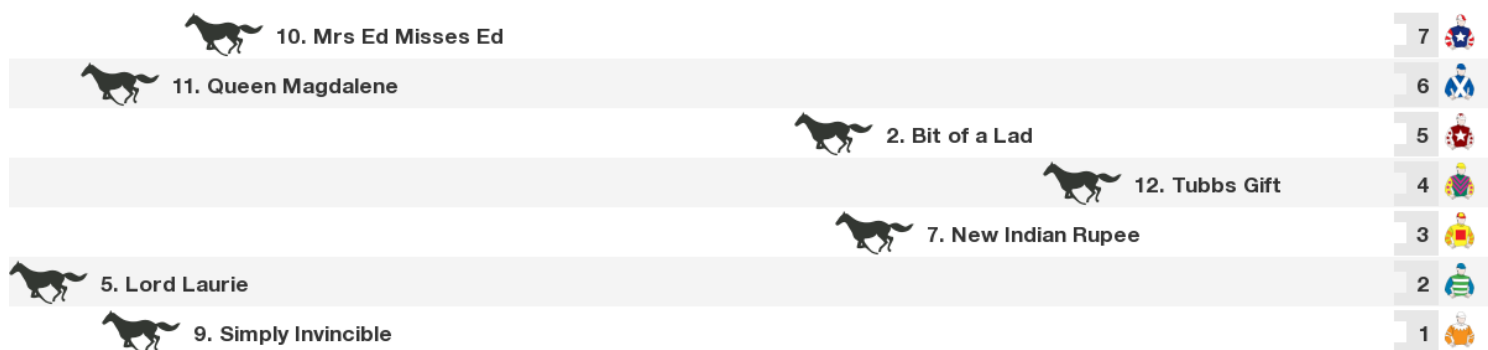 10. Mrs Ed Misses Ed 7
11. Queen Magdalene 6
2. Bit of a Lad 5
12. Tubbs Gift 4
7. New Indian Rupee 3
5. Lord Laurie 2
9. Simply Invincible 1